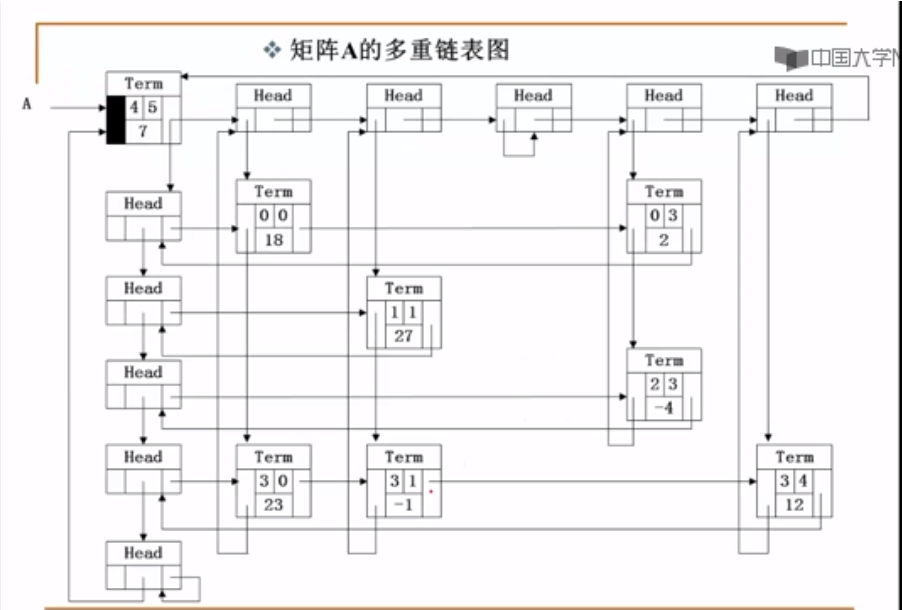 ❖ 矩阵A的多重链表图
中国大学M
Term
A
4 5
7
Head
Head
Head
Head
Head
Head
Term
0 0
18
Term
0 3
2
Head
Term
1 1
27
Head
Term
2 3
-4
Head
Term
3 0
23
Term
3 1
-1
Term
3 4
12
Head